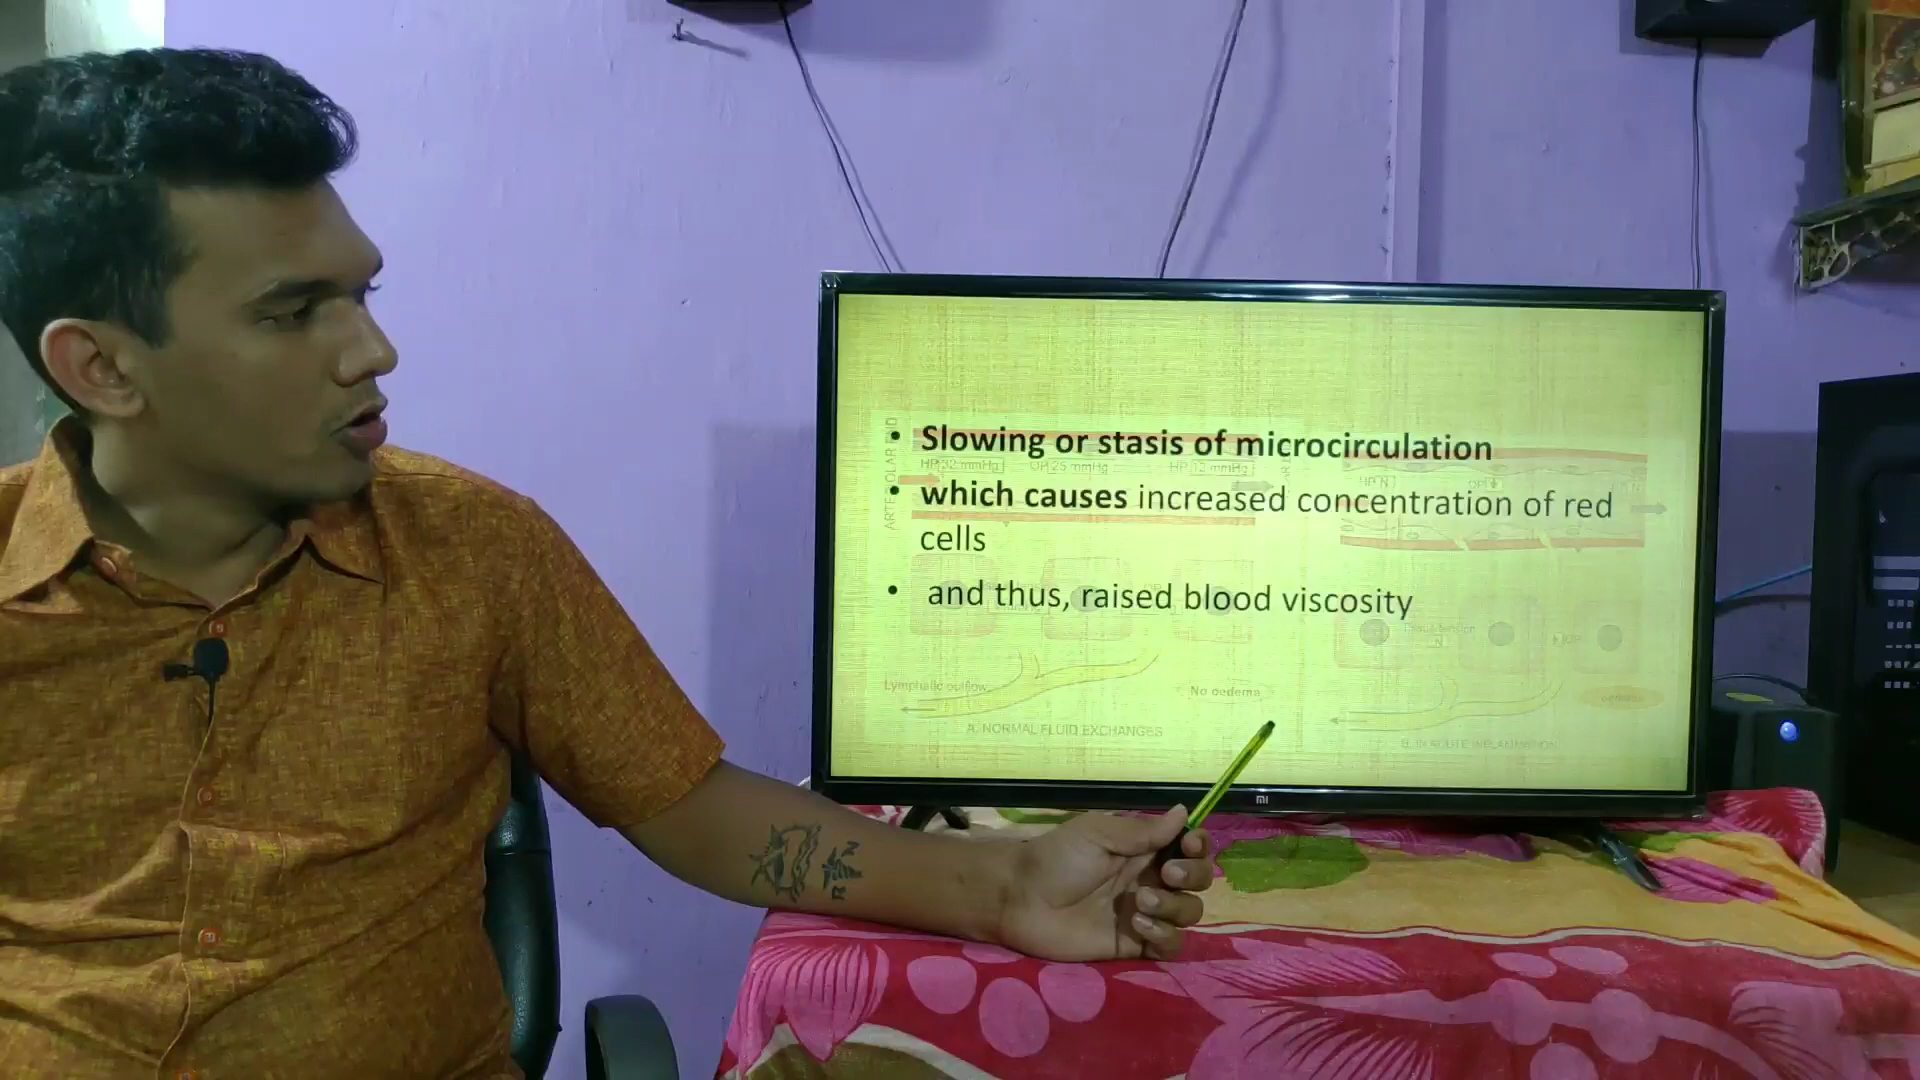 • Slowing or stasis of microcirculation
HP 32 mmHg OP 25 mmHg HP 12 mmHg
• which causes increased concentration of red
cells
• and thus, raised blood viscosity
Lymphatic outflow
No oedema
A. NORMAL FLUID EXCHANGES
mi
N
R